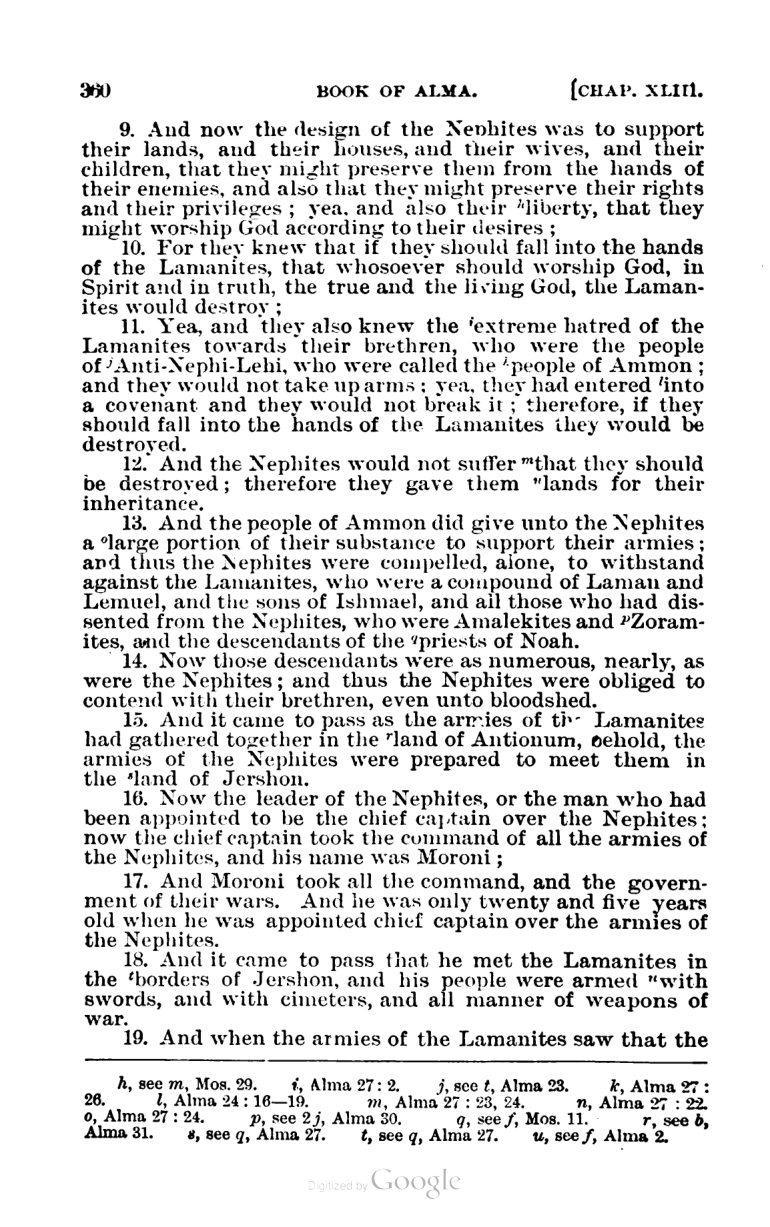 360 BOOK OF ALMA. [CHAP. XLIII.
9. And now the design of the Nephites was to support
their lands, and their houses, and their wives, and their
children, that they might preserve them from the hands of
their enemies, and also that they might preserve their rights
and their privileges ; yea, and also their ʰliberty, that they
might worship God according to their desires ;
10. For they knew that if they should fall into the hands
of the Lamanites, that whosoever should worship God, in
Spirit and in truth, the true and the living God, the Laman-
ites would destroy ;
11. Yea, and they also knew the ⁱextreme hatred of the
Lamanites towards their brethren, who were the people
of ʲAnti-Nephi-Lehi, who were called the ᵏpeople of Ammon ;
and they would not take up arms ; yea, they had entered ˡinto
a covenant and they would not break it ; therefore, if they
should fall into the hands of the Lamanites they would be
destroyed.
12. And the Nephites would not suffer ᵐthat they should
be destroyed ; therefore they gave them ⁿlands for their
inheritance.
13. And the people of Ammon did give unto the Nephites
a ᵒlarge portion of their substance to support their armies ;
and thus the Nephites were compelled, alone, to withstand
against the Lamanites, who were a compound of Laman and
Lemuel, and the sons of Ishmael, and all those who had dis-
sented from the Nephites, who were Amalekites and ᵖZoram-
ites, and the descendants of the qpriests of Noah.
14. Now those descendants were as numerous, nearly, as
were the Nephites ; and thus the Nephites were obliged to
contend with their brethren, even unto bloodshed.
15. And it came to pass as the armies of the Lamanites
had gathered together in the ʳland of Antionum, behold, the
armies of the Nephites were prepared to meet them in
the ˢland of Jershon.
16. Now the leader of the Nephites, or the man who had
been appointed to be the chief captain over the Nephites ;
now the chief captain took the command of all the armies of
the Nephites, and his name was Moroni ;
17. And Moroni took all the command, and the govern-
ment of their wars. And he was only twenty and five years
old when he was appointed chief captain over the armies of
the Nephites.
18. And it came to pass that he met the Lamanites in
the ᵗborders of Jershon, and his people were armed ᵘwith
swords, and with cimeters, and all manner of weapons of
war.
19. And when the armies of the Lamanites saw that the
h, see m, Mos. 29. i, Alma 27 : 2. j, see t, Alma 23. k, Alma 27 :
26. l, Alma 24 : 16—19. m, Alma 27 : 23, 24. n, Alma 27 : 22.
o, Alma 27 : 24. p, see 2 j, Alma 30. q, see f, Mos. 11. r, see b,
Alma 31. s, see q, Alma 27. t, see q, Alma 27. u, see f, Alma 2.
Digitized by Google